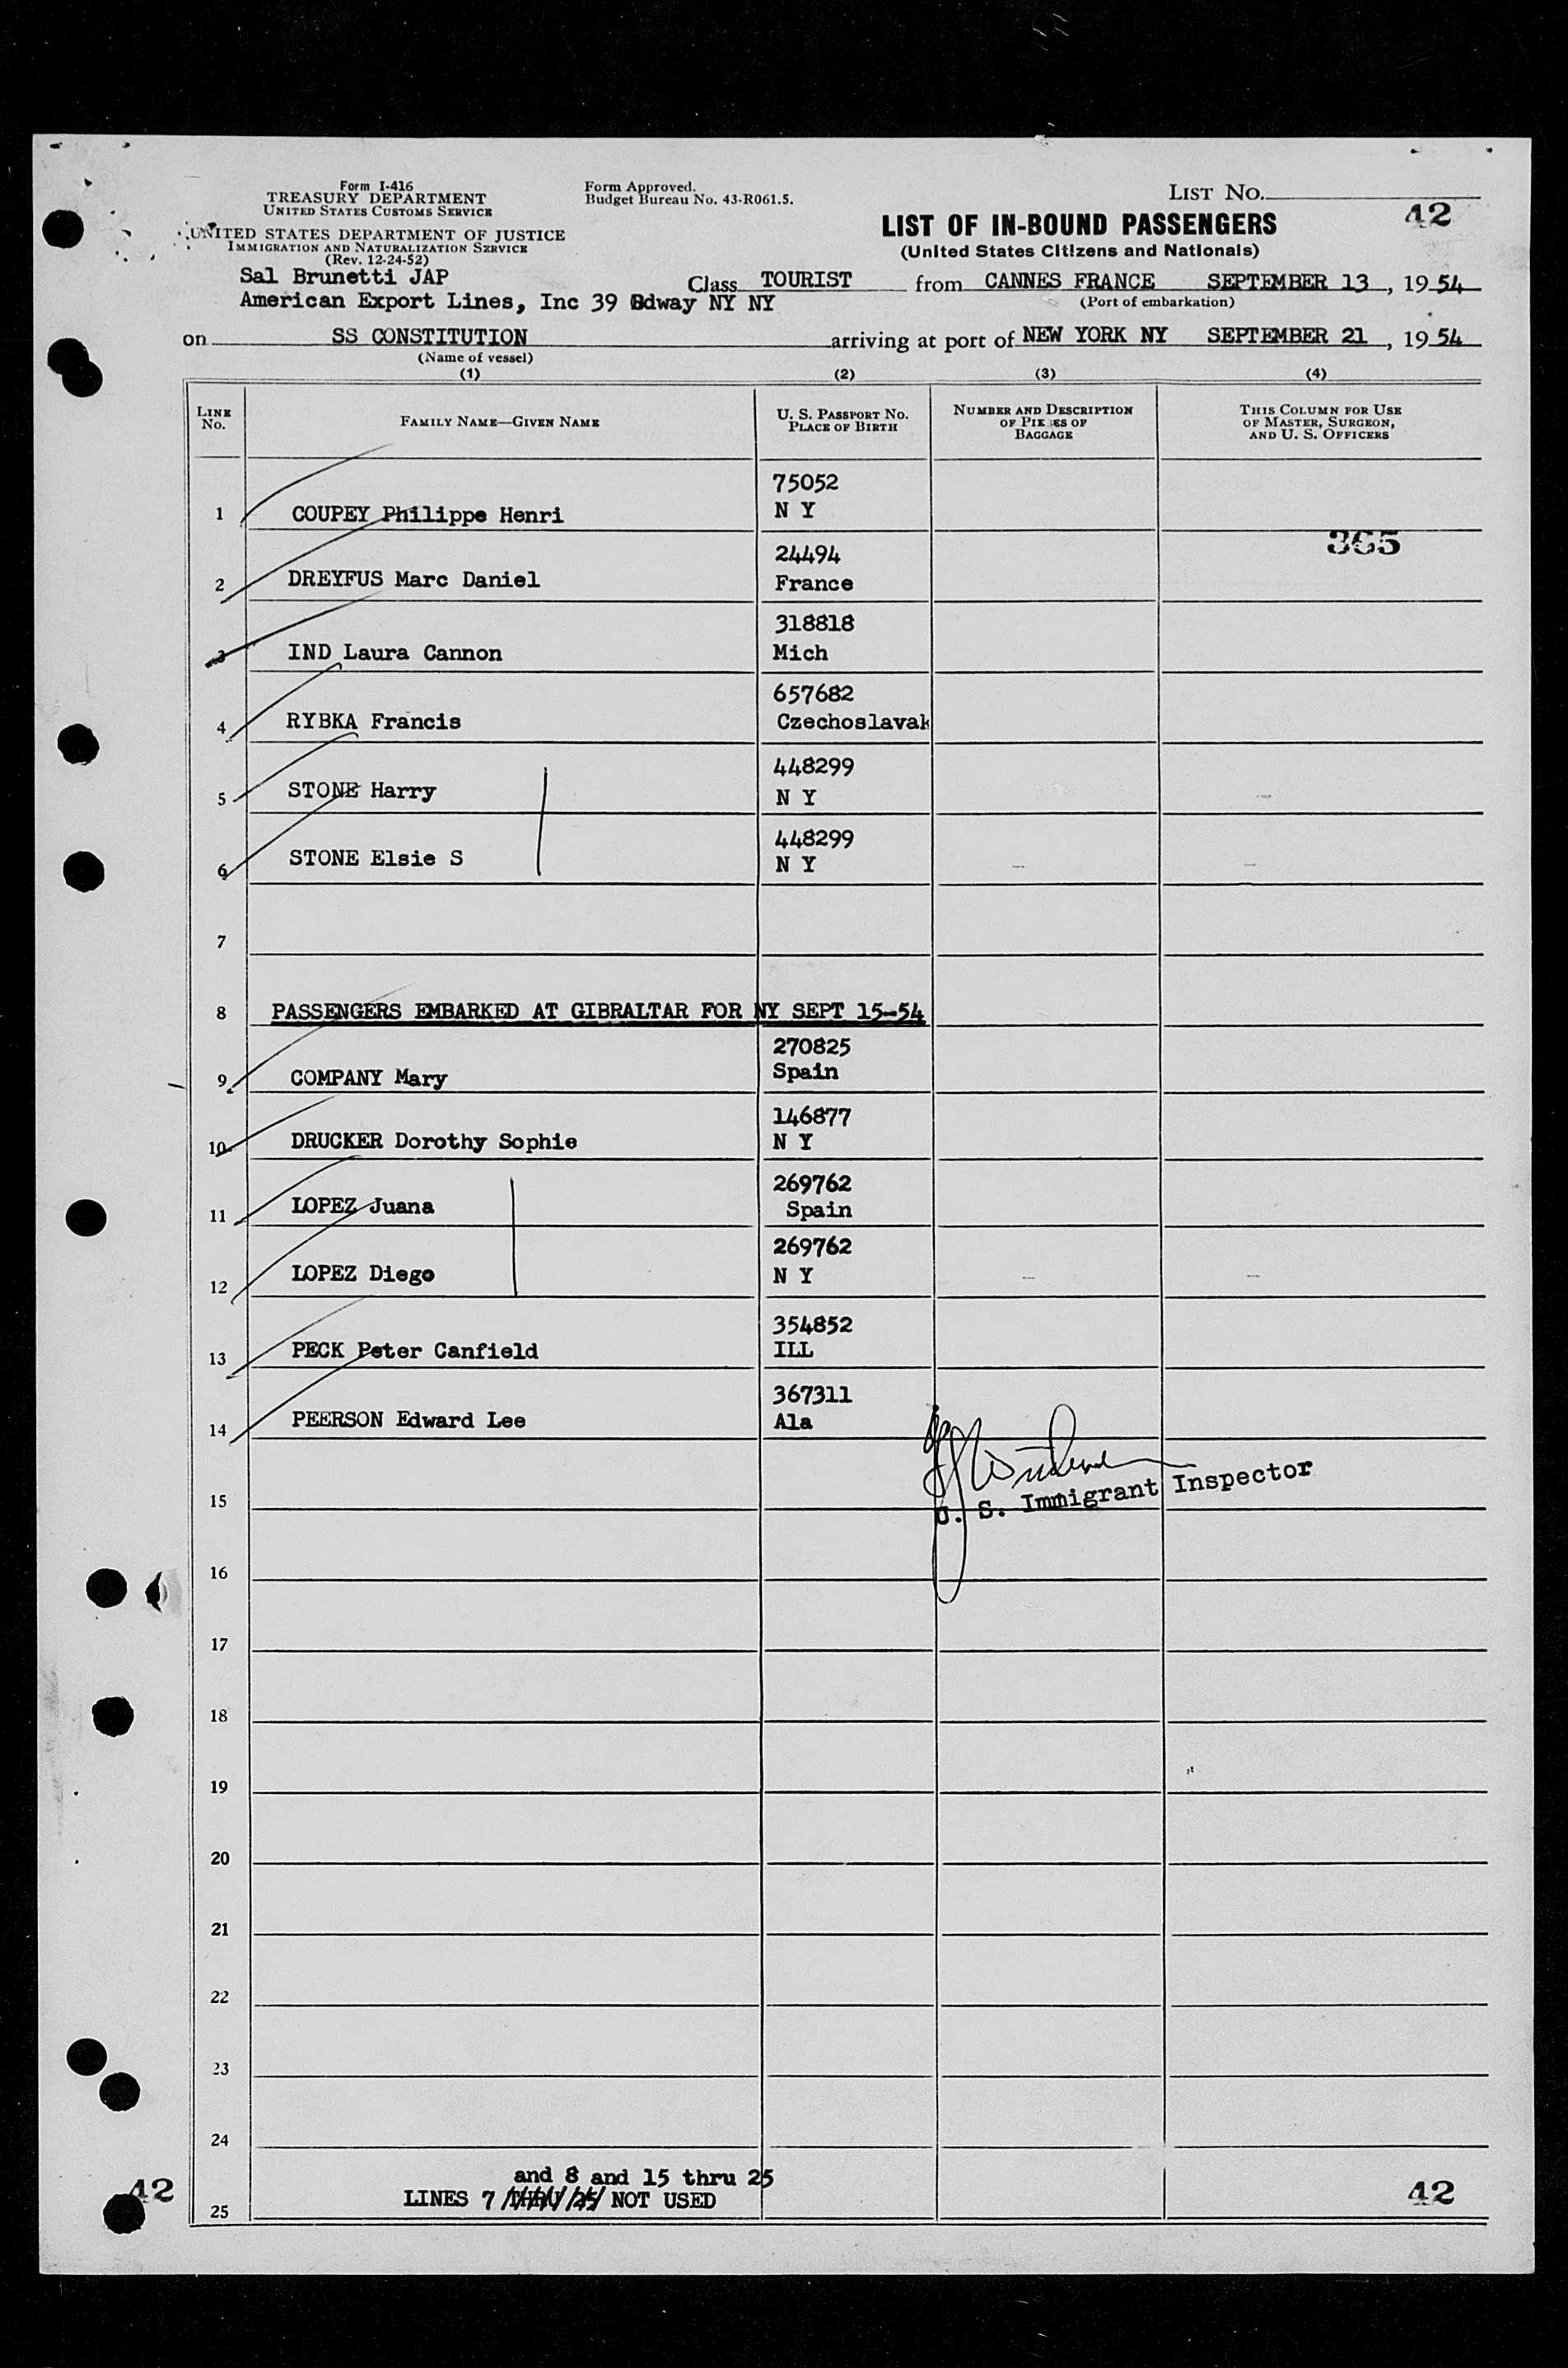 Form I-416
TREASURY DEPARTMENT
UNITED STATES CUSTOMS SERVICE
UNITED STATES DEPARTMENT OF JUSTICE
IMMIGRATION AND NATURALIZATION SERVICE
(Rev. 12-24-52)
Form Approved.
Budget Bureau No. 43-R061.5.
LIST NO.
42
LIST OF IN-BOUND PASSENGERS
(United States Citizens and Nationals)
Sal Brunetti JAP
American Export Lines, Inc 39 Bdway NY NY
Class TOURIST from CANNES FRANCE SEPTEMBER 13, 1954
(Port of embarkation)
on SS CONSTITUTION arriving at port of NEW YORK NY SEPTEMBER 21, 1954
(Name of vessel)
(1) (2) (3) (4)
LINE NO.
FAMILY NAME—GIVEN NAME
U. S. PASSPORT NO.
PLACE OF BIRTH
NUMBER AND DESCRIPTION
OF PIECES OF
BAGGAGE
THIS COLUMN FOR USE
OF MASTER, SURGEON,
AND U. S. OFFICERS
75052
1 COUPEY Philippe Henri N Y
365
24494
2 DREYFUS Marc Daniel France
318818
3 IND Laura Cannon Mich
657682
4 RYBKA Francis Czechoslavak
448299
5 STONE Harry N Y
448299
6 STONE Elsie S N Y
7
8 PASSENGERS EMBARKED AT GIBRALTAR FOR NY SEPT 15-54
270825
9 COMPANY Mary Spain
146877
10 DRUCKER Dorothy Sophie N Y
269762
11 LOPEZ Juana Spain
269762
12 LOPEZ Diego N Y
354852
13 PECK Peter Canfield ILL
367311
14 PEERSON Edward Lee Ala
U. S. Immigrant Inspector
15
16
17
18
19
20
21
22
23
24
and 8 and 15 thru 25
25 LINES 7 THRU 25 NOT USED
42
42